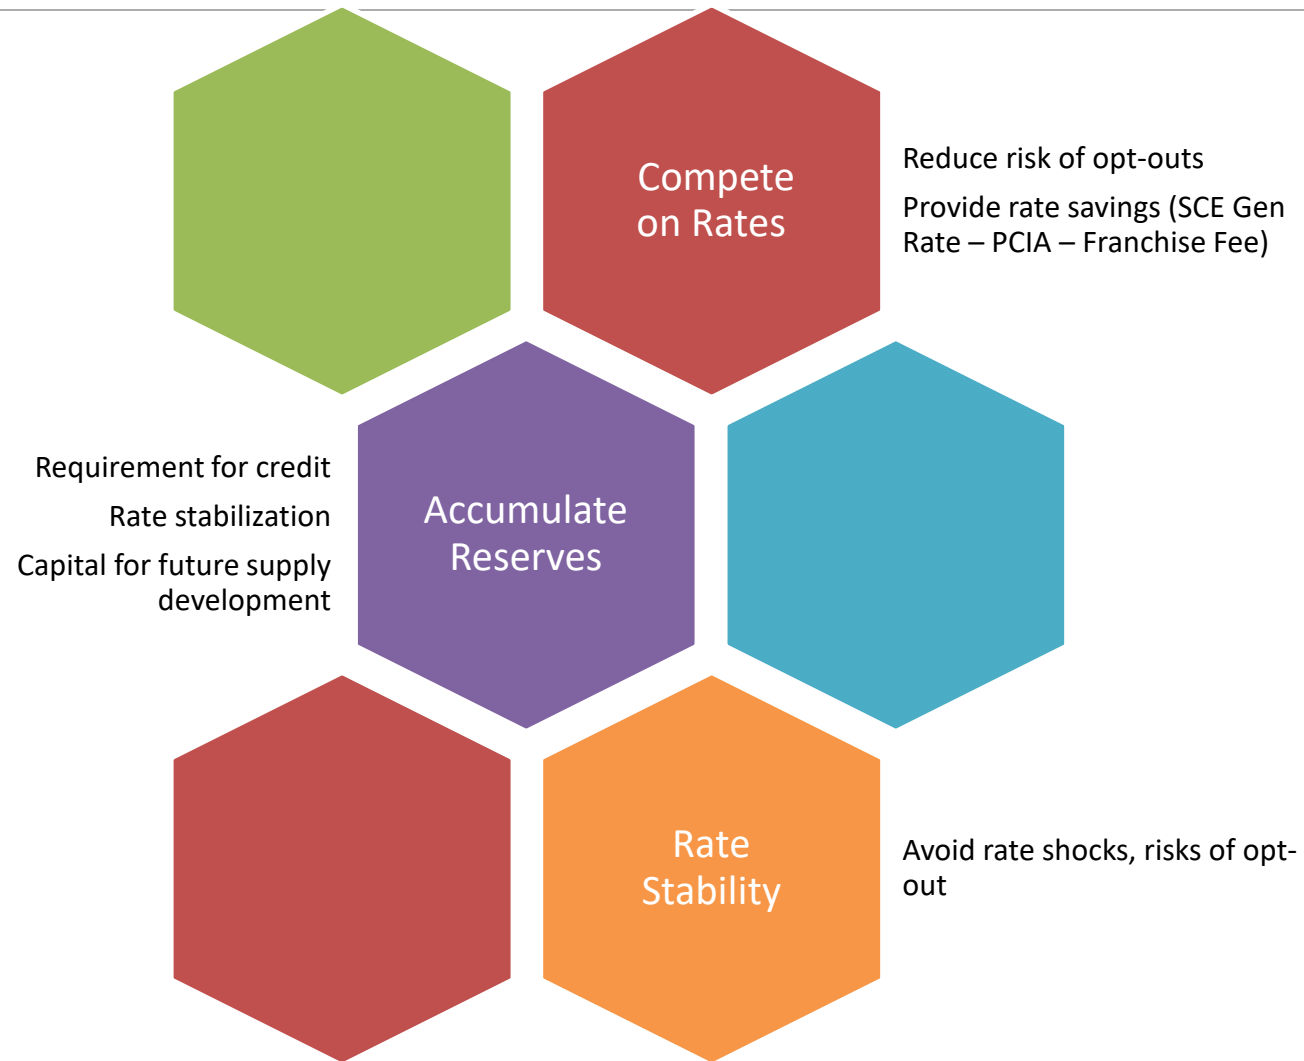 Compete
on Rates
Reduce risk of opt-outs
Provide rate savings (SCE Gen
Rate – PCIA – Franchise Fee)
Requirement for credit
Rate stabilization
Capital for future supply
development
Accumulate
Reserves
Rate
Stability
Avoid rate shocks, risks of opt-
out